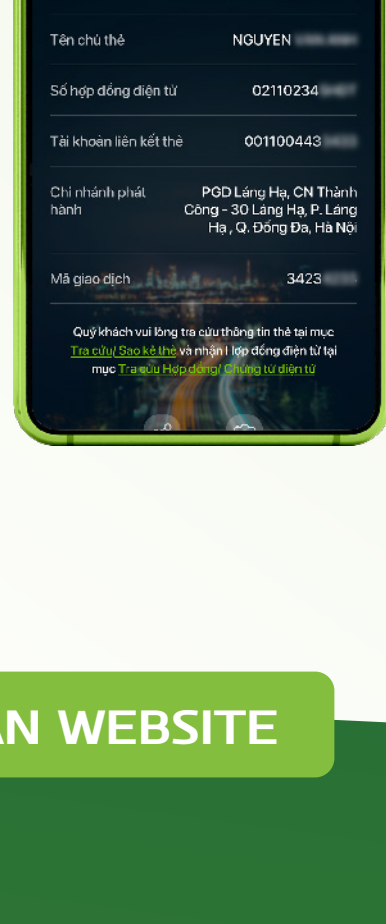 Tên chủ thẻ NGUYEN
Số hợp đồng điện tử 02110234
Tài khoản liên kết thẻ 001100443
Chi nhánh phát PGD Láng Hạ, CN Thành
hành Công - 30 Láng Hạ, P. Láng
Hạ , Q. Đống Đa, Hà Nội
Mã giao dịch 3423
Quý khách vui lòng tra cứu thông tin thẻ tại mục
Tra cứu/ Sao kê thẻ và nhận Hợp đồng điện tử tại
mục Tra cứu Hợp đồng/ Chứng từ điện tử
AN WEBSITE